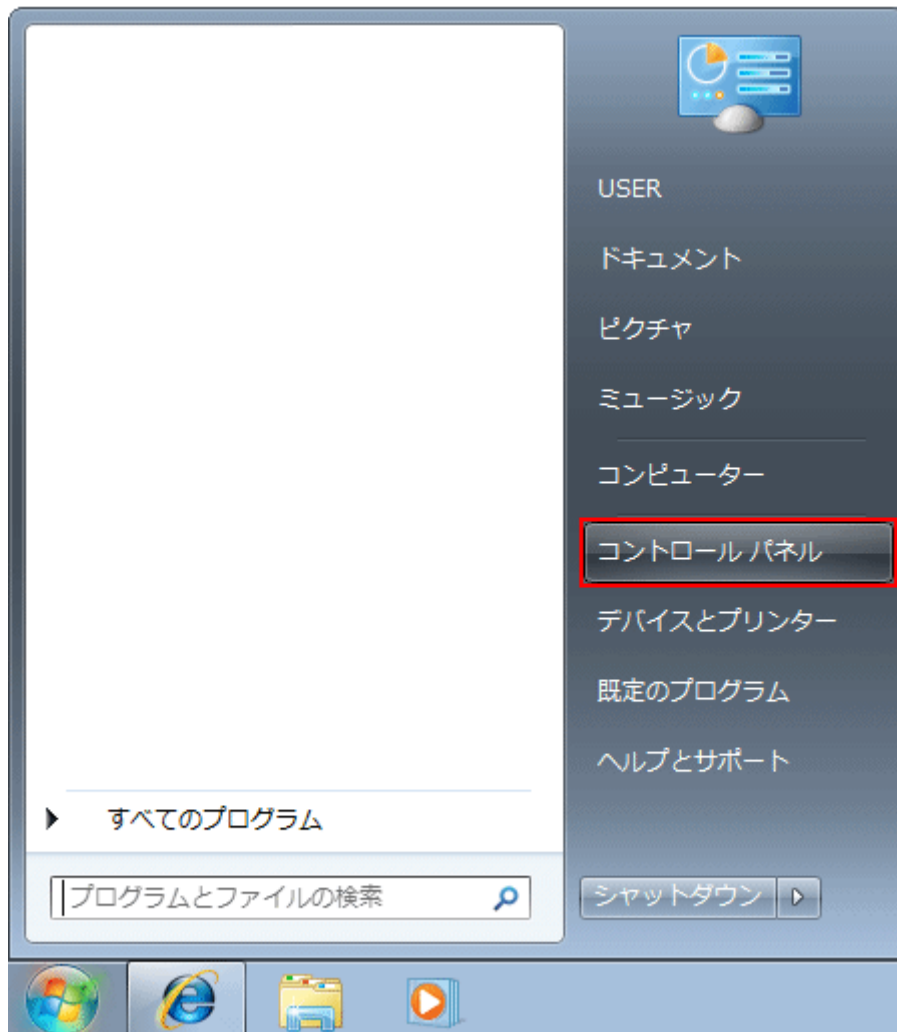 USER
ドキュメント
ピクチャ
ミュージック
コンピューター
コントロール パネル
デバイスとプリンター
既定のプログラム
ヘルプとサポート
すべてのプログラム
プログラムとファイルの検索
シャットダウン